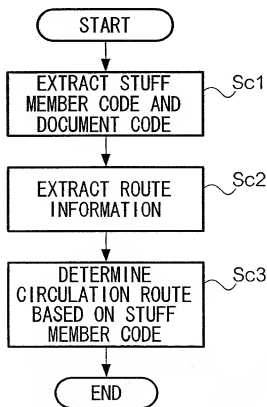 START
EXTRACT STUFF
MEMBER CODE AND
DOCUMENT CODE
Sc1
EXTRACT ROUTE
INFORMATION
Sc2
DETERMINE
CIRCULATION ROUTE
BASED ON STUFF
MEMBER CODE
Sc3
END